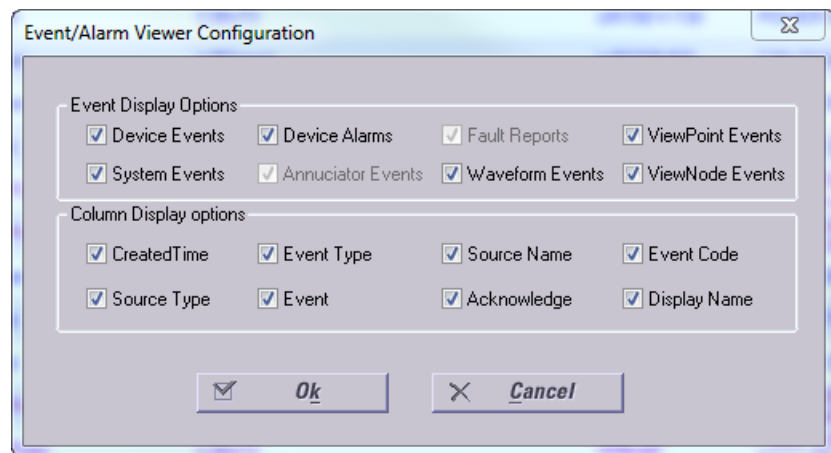 Event/Alarm Viewer Configuration
Event Display Options
Device Events Device Alarms Fault Reports ViewPoint Events
System Events Annuciator Events Waveform Events ViewNode Events
Column Display options
CreatedTime Event Type Source Name Event Code
Source Type Event Acknowledge Display Name
Ok Cancel